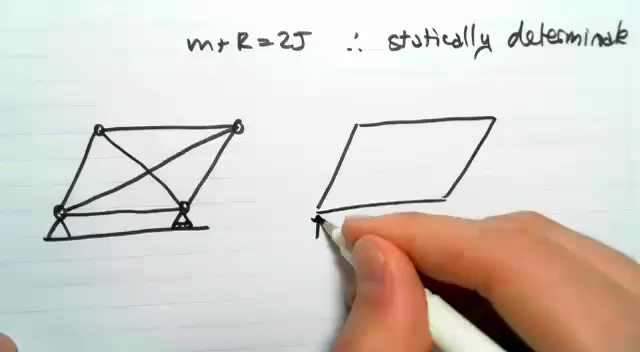 m+R=2J ∴ statically determinate